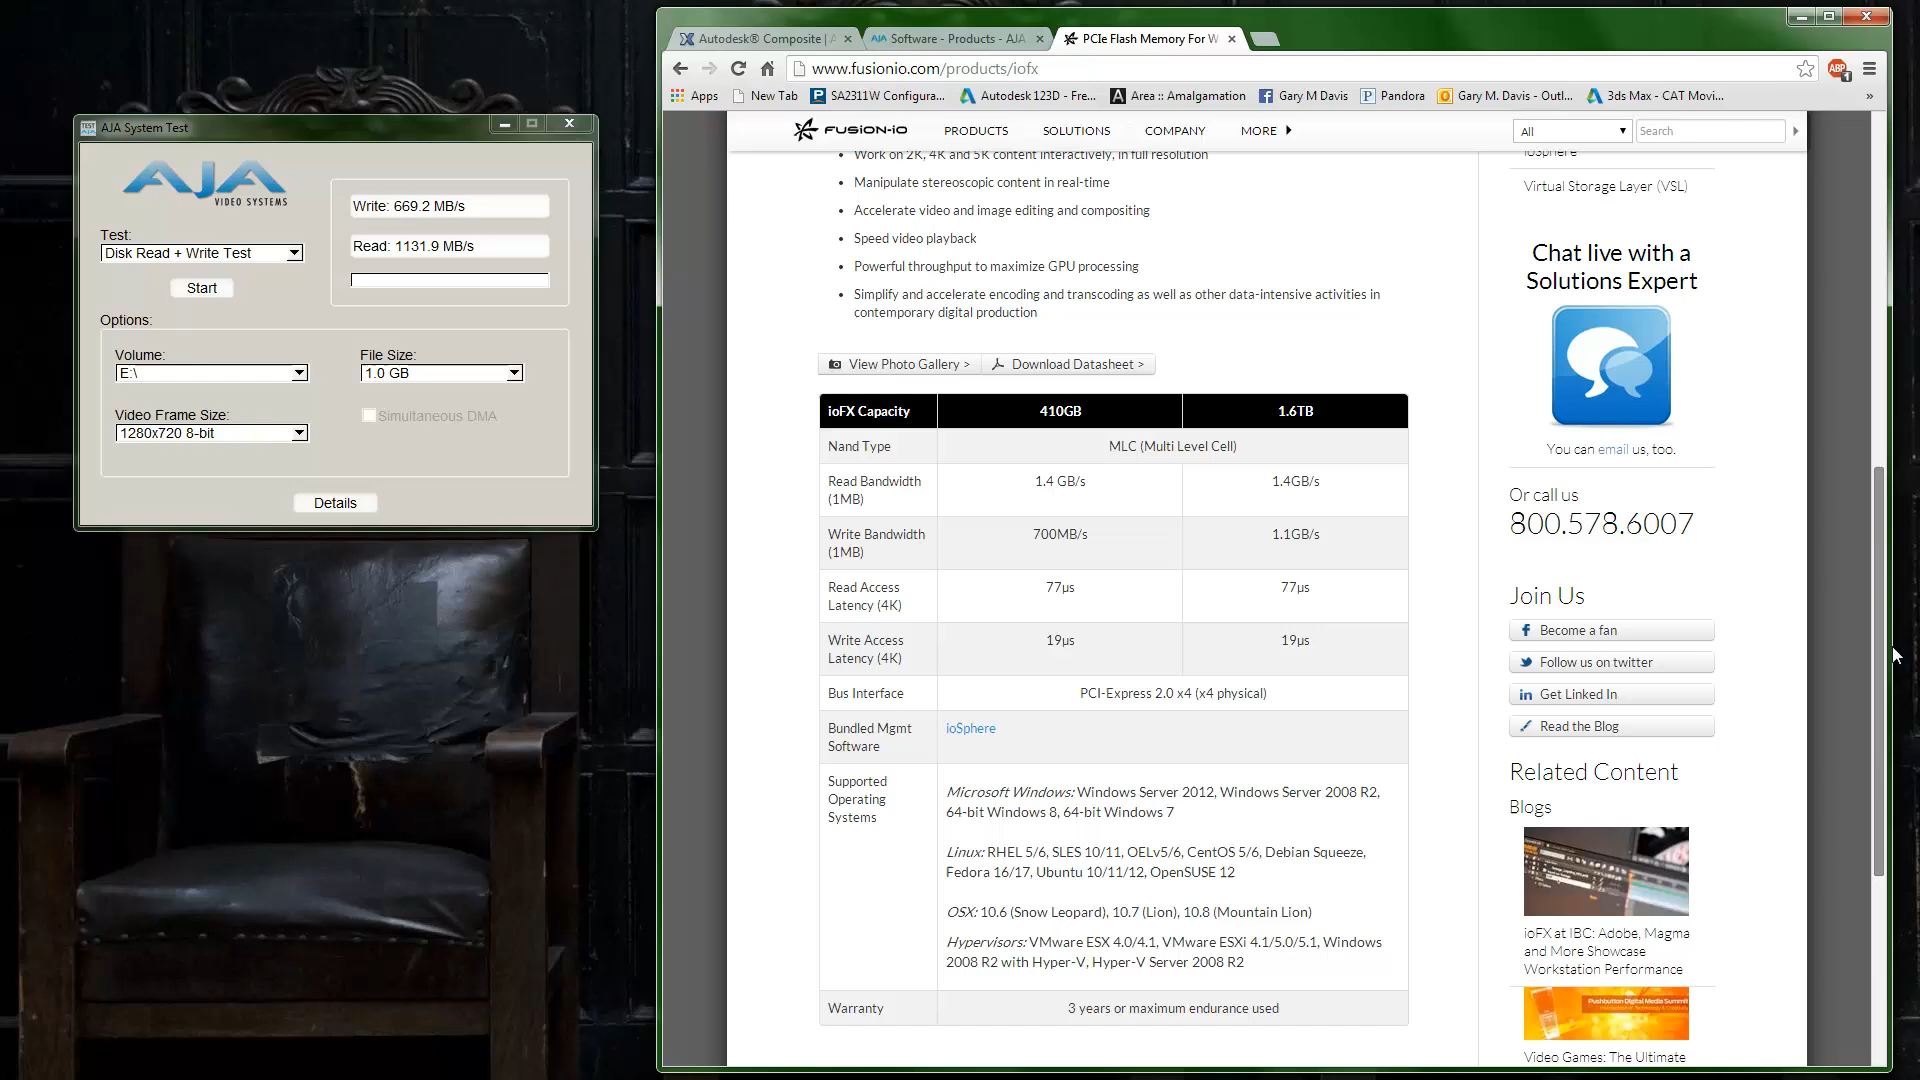 AJA System Test
TEST
AJA
VIDEO SYSTEMS
Write: 669.2 MB/s
Read: 1131.9 MB/s
Test:
Disk Read + Write Test
Start
Options:
Volume:
E:\
File Size:
1.0 GB
Video Frame Size:
1280x720 8-bit
Simultaneous DMA
Details
Autodesk® Composite |
AJA Software - Products - AJA
PCIe Flash Memory For W
www.fusionio.com/products/iofx
ABP
1
Apps
New Tab
SA2311W Configura...
Autodesk 123D - Fre...
Area :: Amalgamation
Gary M Davis
Pandora
Gary M. Davis - Outl...
3ds Max - CAT Movi...
»
FUSION-iO
PRODUCTS
SOLUTIONS
COMPANY
MORE
All
Search
• Work on 2K, 4K and 5K content interactively, in full resolution
• Manipulate stereoscopic content in real-time
• Accelerate video and image editing and compositing
• Speed video playback
• Powerful throughput to maximize GPU processing
• Simplify and accelerate encoding and transcoding as well as other data-intensive activities in
contemporary digital production
View Photo Gallery >
Download Datasheet >
ioFX Capacity 410GB 1.6TB
Nand Type MLC (Multi Level Cell)
Read Bandwidth
(1MB) 1.4 GB/s 1.4GB/s
Write Bandwidth
(1MB) 700MB/s 1.1GB/s
Read Access
Latency (4K) 77µs 77µs
Write Access
Latency (4K) 19µs 19µs
Bus Interface PCI-Express 2.0 x4 (x4 physical)
Bundled Mgmt
Software ioSphere
Supported
Operating
Systems
Microsoft Windows: Windows Server 2012, Windows Server 2008 R2,
64-bit Windows 8, 64-bit Windows 7
Linux: RHEL 5/6, SLES 10/11, OELv5/6, CentOS 5/6, Debian Squeeze,
Fedora 16/17, Ubuntu 10/11/12, OpenSUSE 12
OSX: 10.6 (Snow Leopard), 10.7 (Lion), 10.8 (Mountain Lion)
Hypervisors: VMware ESX 4.0/4.1, VMware ESXi 4.1/5.0/5.1, Windows
2008 R2 with Hyper-V, Hyper-V Server 2008 R2
Warranty 3 years or maximum endurance used
ioSphere
Virtual Storage Layer (VSL)
Chat live with a
Solutions Expert
You can email us, too.
Or call us
800.578.6007
Join Us
Become a fan
Follow us on twitter
Get Linked In
Read the Blog
Related Content
Blogs
ioFX at IBC: Adobe, Magma
and More Showcase
Workstation Performance
Pushbutton Digital Media Summit
Video Games: The Ultimate